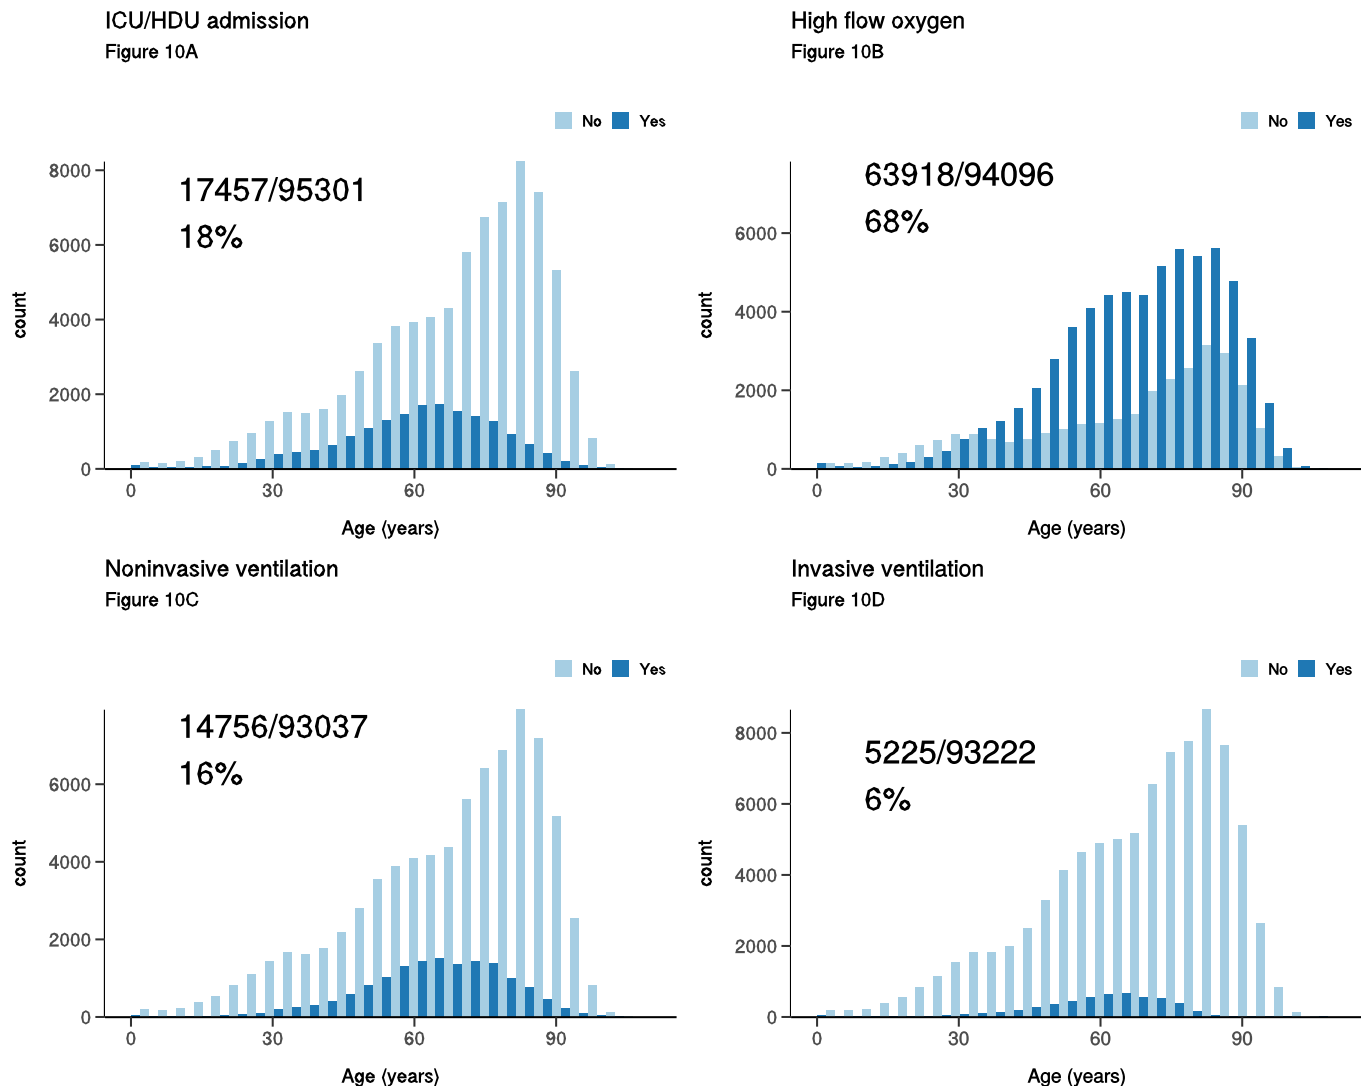 ICU/HDU admission
Figure 10A
No Yes
17457/95301
18%
8000
6000
4000
2000
0
count
0 30 60 90
Age (years)
High flow oxygen
Figure 10B
No Yes
63918/94096
68%
6000
4000
2000
0
count
0 30 60 90
Age (years)
Noninvasive ventilation
Figure 10C
No Yes
14756/93037
16%
6000
4000
2000
0
count
0 30 60 90
Age (years)
Invasive ventilation
Figure 10D
No Yes
5225/93222
6%
8000
6000
4000
2000
0
count
0 30 60 90
Age (years)